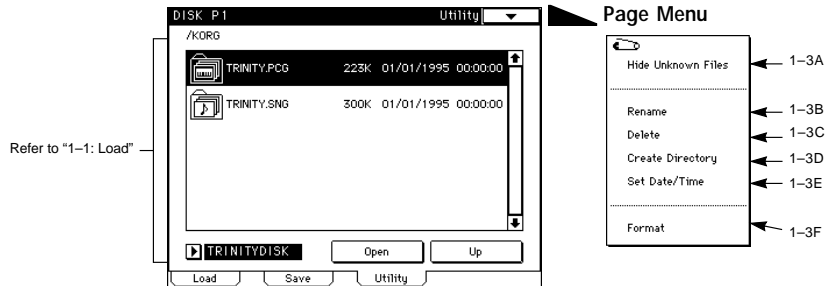 DISK P1 Utility
/KORG
TRINITY.PCG 223K 01/01/1995 00:00:00
TRINITY.SNG 300K 01/01/1995 00:00:00
Refer to “1–1: Load”
TRINITYDISK Open Up
Load Save Utility
Page Menu
Hide Unknown Files 1–3A
Rename 1–3B
Delete 1–3C
Create Directory 1–3D
Set Date/Time 1–3E
Format 1–3F